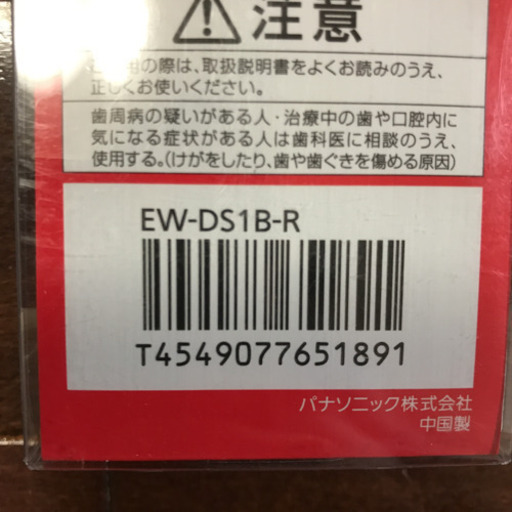 注意
ご使用の際は、取扱説明書をよくお読みのうえ、
正しくお使いください。
歯周病の疑いがある人・治療中の歯や口腔内に
気になる症状がある人は歯科医に相談のうえ、
使用する。(けがをしたり、歯や歯ぐきを傷める原因)
EW-DS1B-R
T4549077651891
パナソニック株式会社
中国製